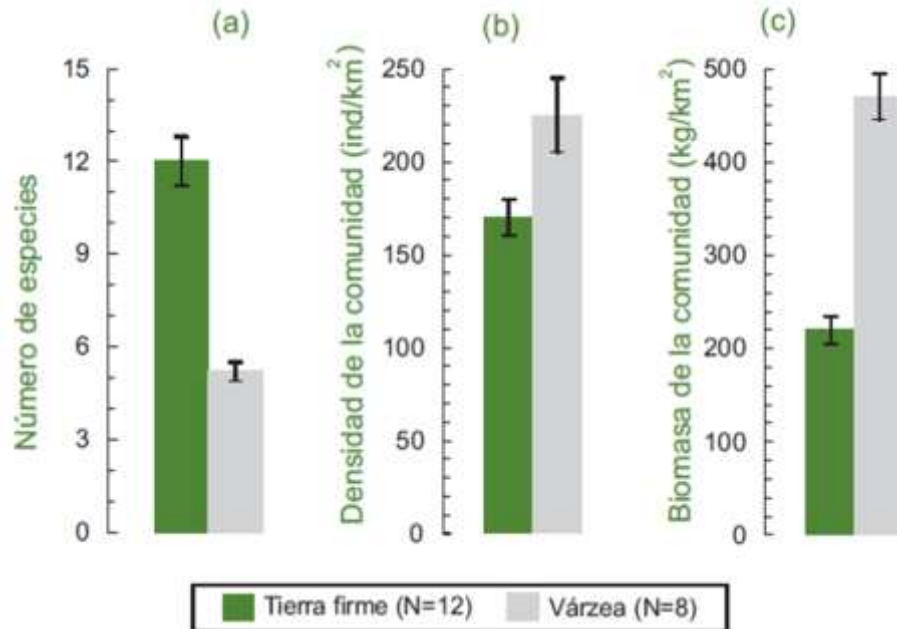 (a)
(b)
(c)
Número de especies
15
12
9
6
3
0
Densidad de la comunidad (ind/km²)
250
200
150
100
50
0
Biomasa de la comunidad (kg/km²)
500
400
300
200
100
0
Tierra firme (N=12)
Várzea (N=8)